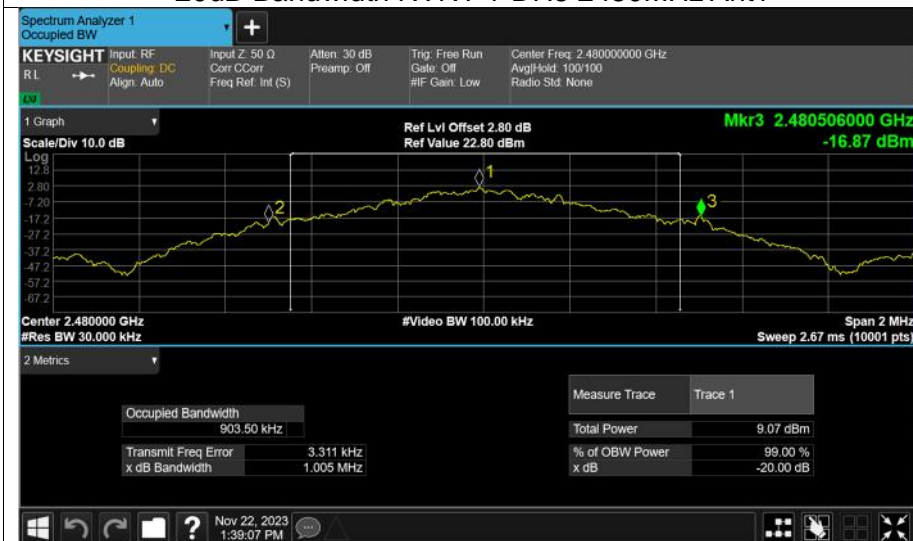 Spectrum Analyzer 1
Occupied BW
+
KEYSIGHT Input: RF Input Z: 50 Ω Atten: 30 dB Trig: Free Run Center Freq: 2.480000000 GHz
RL Coupling: DC Corr CCorr Preamp: Off Gate: Off Avg|Hold: 100/100
Align: Auto Freq Ref: Int (S) #IF Gain: Low Radio Std: None
LXI
1 Graph Ref Lvl Offset 2.80 dB Mkr3 2.480506000 GHz
Scale/Div 10.0 dB Ref Value 22.80 dBm -16.87 dBm
Log
12.8
1
2.80
-7.20
2 3
-17.2
-27.2
-37.2
-47.2
-57.2
-67.2
Center 2.480000 GHz #Video BW 100.00 kHz Span 2 MHz
#Res BW 30.000 kHz Sweep 2.67 ms (10001 pts)
2 Metrics
Measure Trace Trace 1
Occupied Bandwidth
903.50 kHz Total Power 9.07 dBm
Transmit Freq Error 3.311 kHz % of OBW Power 99.00 %
x dB Bandwidth 1.005 MHz x dB -20.00 dB
? Nov 22, 2023
1:39:07 PM